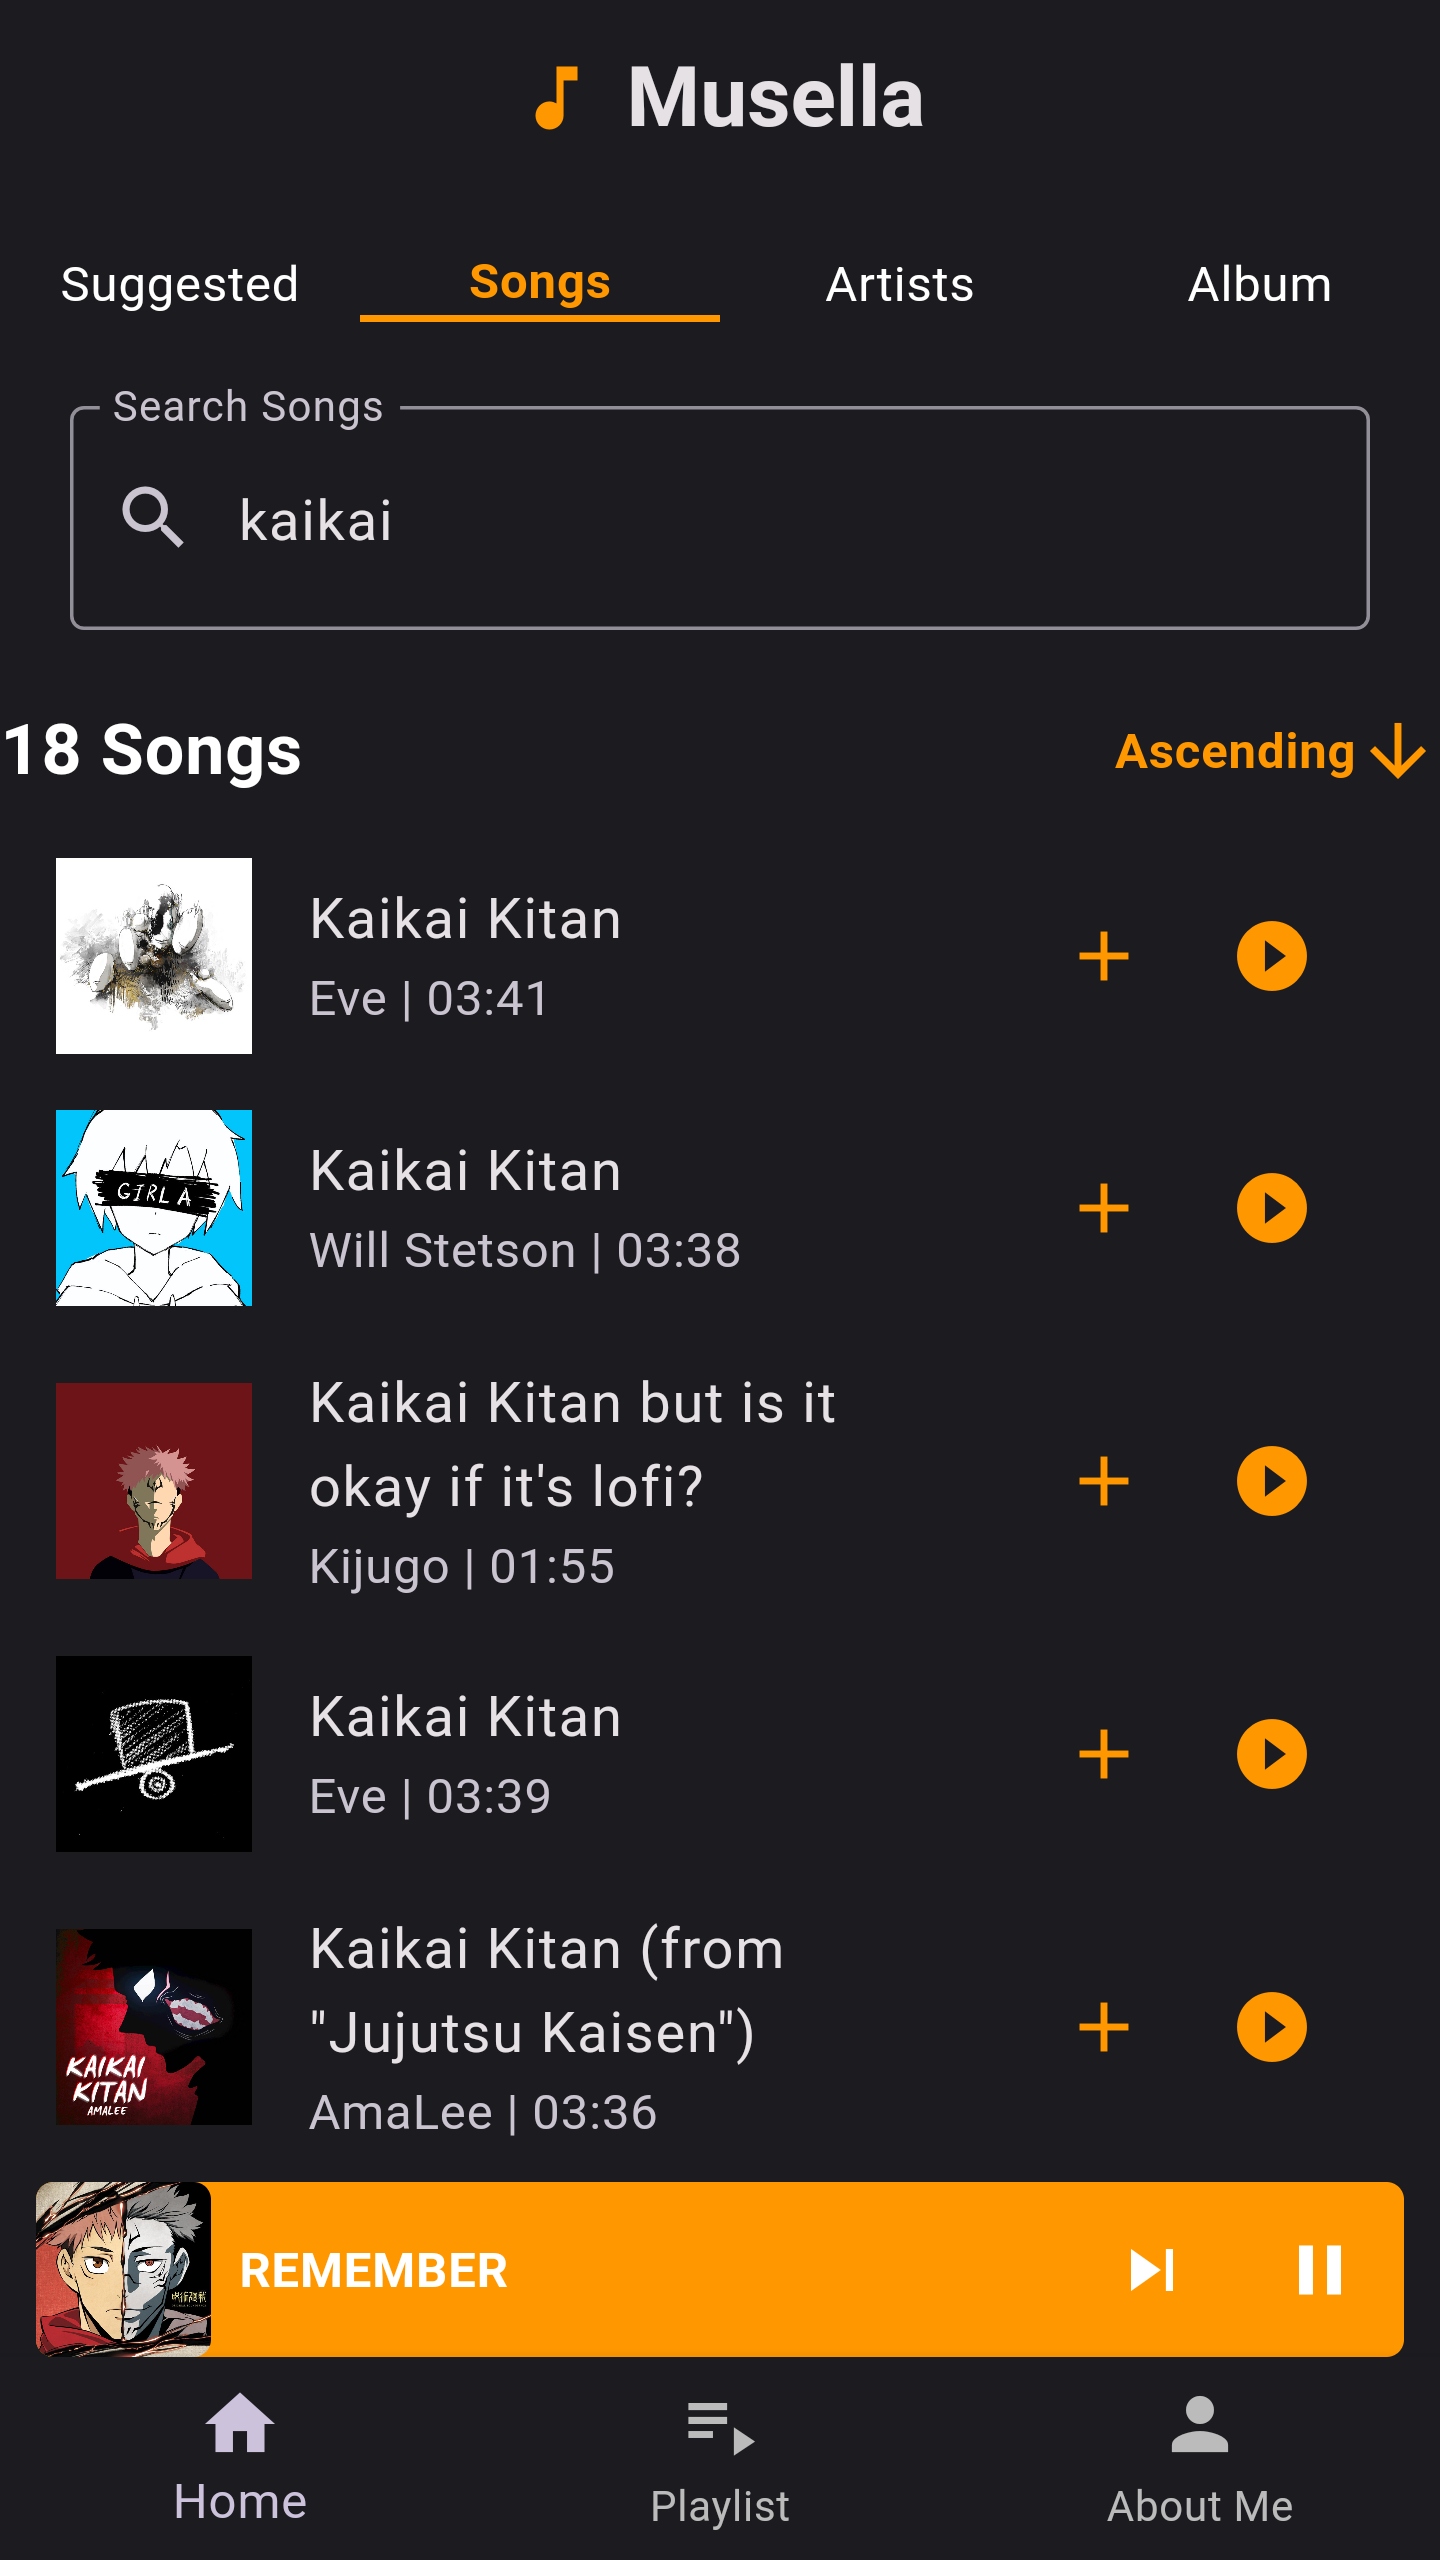 Musella
Suggested
Songs
Artists
Album
Search Songs
kaikai
18 Songs
Ascending
Kaikai Kitan
Eve | 03:41
GIRL A
Kaikai Kitan
Will Stetson | 03:38
Kaikai Kitan but is it
okay if it's lofi?
Kijugo | 01:55
Kaikai Kitan
Eve | 03:39
KAIKAI
KITAN
AMALEE
Kaikai Kitan (from
"Jujutsu Kaisen")
AmaLee | 03:36
REMEMBER
Home
Playlist
About Me